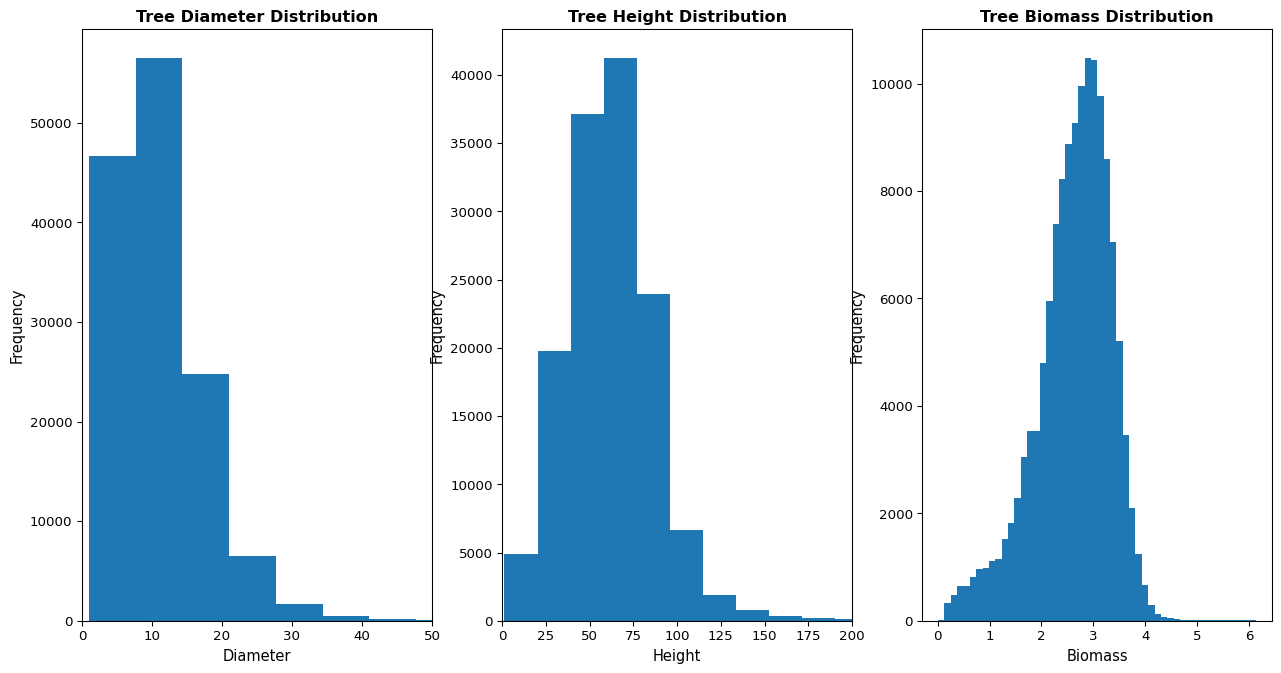 Tree Diameter Distribution
Frequency
50000
40000
30000
20000
10000
0
0 10 20 30 40 50
Diameter
Tree Height Distribution
Frequency
40000
35000
30000
25000
20000
15000
10000
5000
0
0 25 50 75 100 125 150 175 200
Height
Tree Biomass Distribution
Frequency
10000
8000
6000
4000
2000
0
0 1 2 3 4 5 6
Biomass